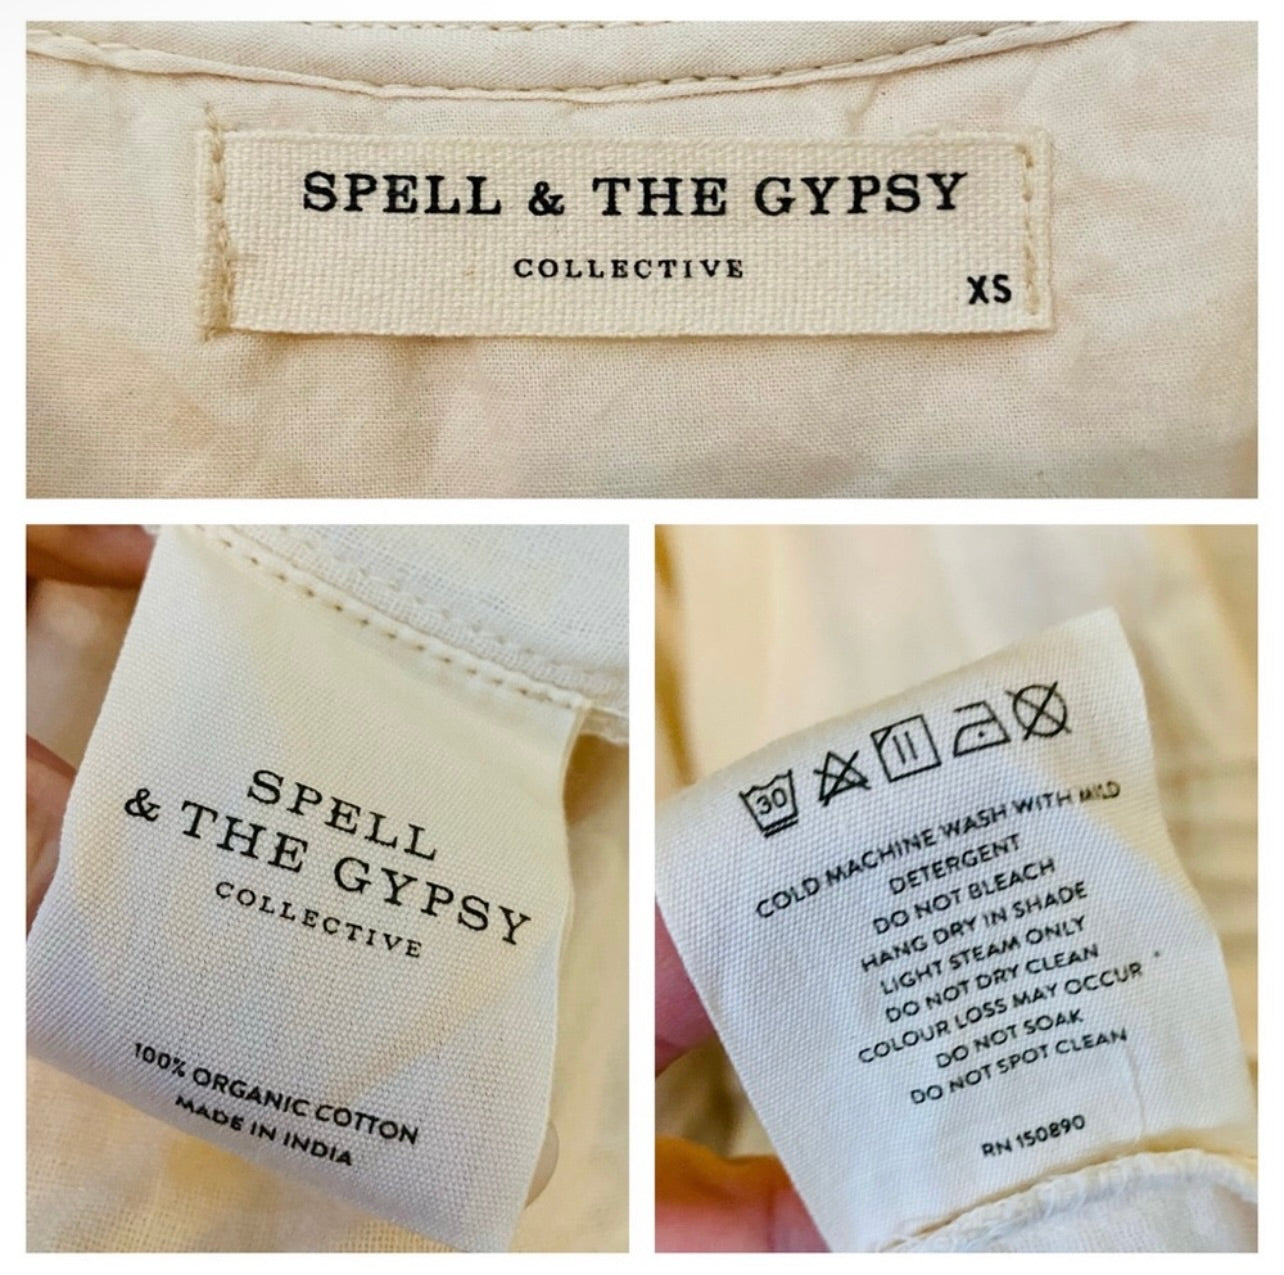 SPELL & THE GYPSY
COLLECTIVE
XS
SPELL
& THE GYPSY
COLLECTIVE
100% ORGANIC COTTON
MADE IN INDIA
30
COLD MACHINE WASH WITH MILD
DETERGENT
DO NOT BLEACH
HANG DRY IN SHADE
LIGHT STEAM ONLY
DO NOT DRY CLEAN
COLOUR LOSS MAY OCCUR
DO NOT SOAK
DO NOT SPOT CLEAN
RN 150890